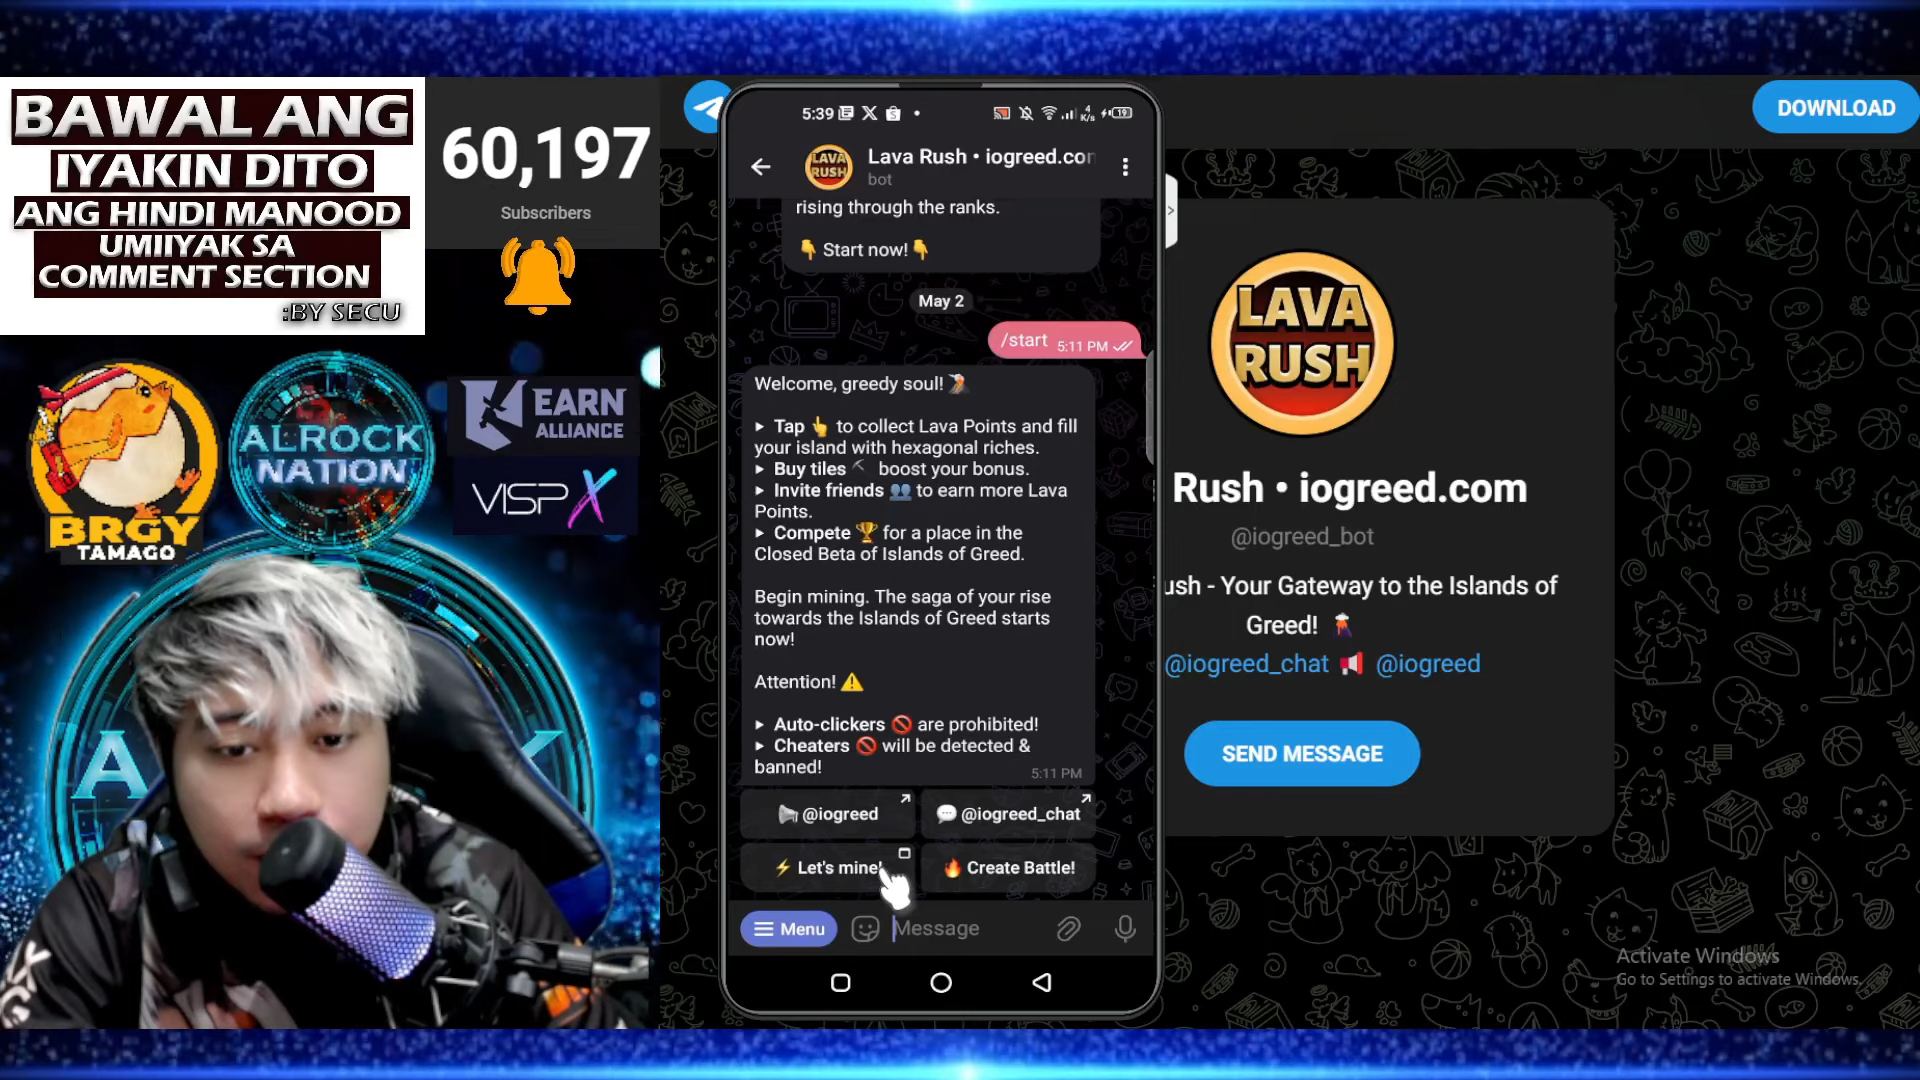 BAWAL ANG
IYAKIN DITO
ANG HINDI MANOOD
UMIIYAK SA
COMMENT SECTION
:BY SECU
60,197
Subscribers
BRGY
TAMAGO
ALROCK
NATION
EARN
ALLIANCE
VISPX
A
5:39
4
K/s
19
LAVA
RUSH
Lava Rush • iogreed.com
bot
rising through the ranks.
👇 Start now!👇
May 2
/start 5:11 PM
Welcome, greedy soul! 🌋
▸ Tap 👆 to collect Lava Points and fill
your island with hexagonal riches.
▸ Buy tiles ⛏ boost your bonus.
▸ Invite friends 👥 to earn more Lava
Points.
▸ Compete 🏆 for a place in the
Closed Beta of Islands of Greed.
Begin mining. The saga of your rise
towards the Islands of Greed starts
now!
Attention! ⚠️
▸ Auto-clickers 🚫 are prohibited!
▸ Cheaters 🚫 will be detected &
banned!
5:11 PM
@iogreed
💬 @iogreed_chat
⚡ Let's mine!
🔥 Create Battle!
Menu
Message
DOWNLOAD
LAVA
RUSH
Rush • iogreed.com
@iogreed_bot
ush - Your Gateway to the Islands of
Greed! 🌋
@iogreed_chat 📢 @iogreed
SEND MESSAGE
Activate Windows
Go to Settings to activate Windows.